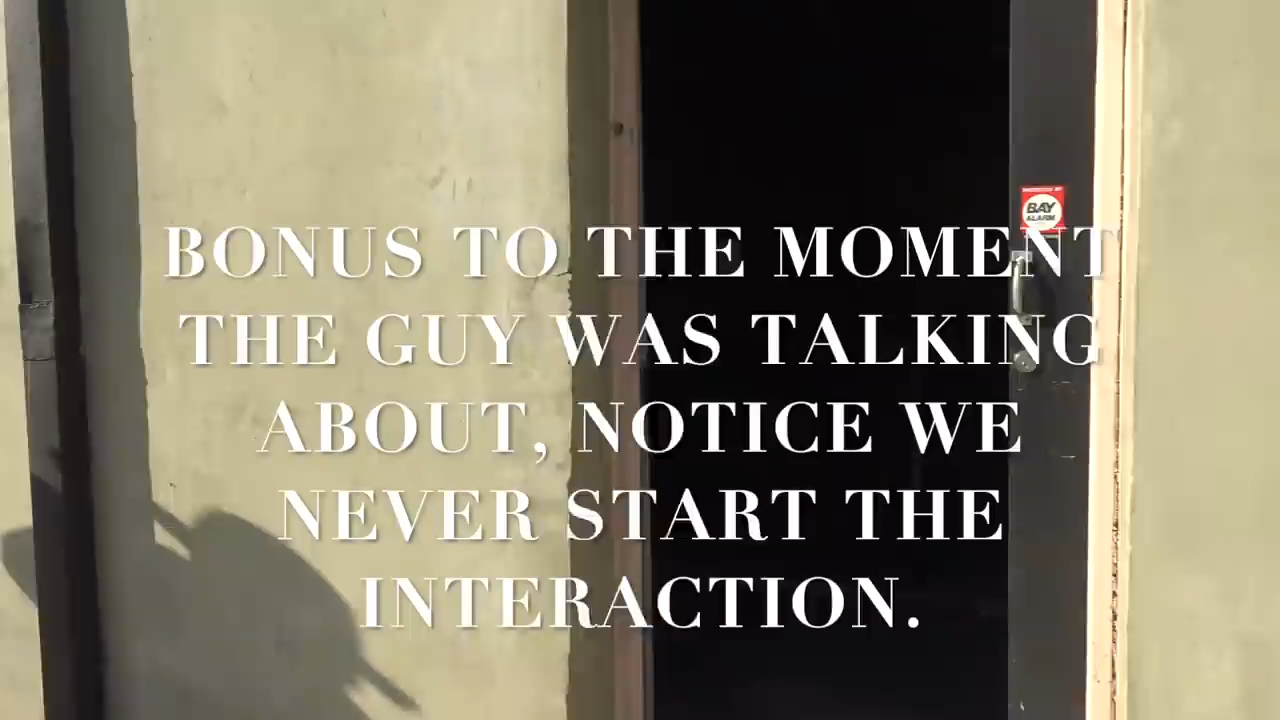 BAY
ALARM
BONUS TO THE MOMENT
THE GUY WAS TALKING
ABOUT, NOTICE WE
NEVER START THE
INTERACTION.